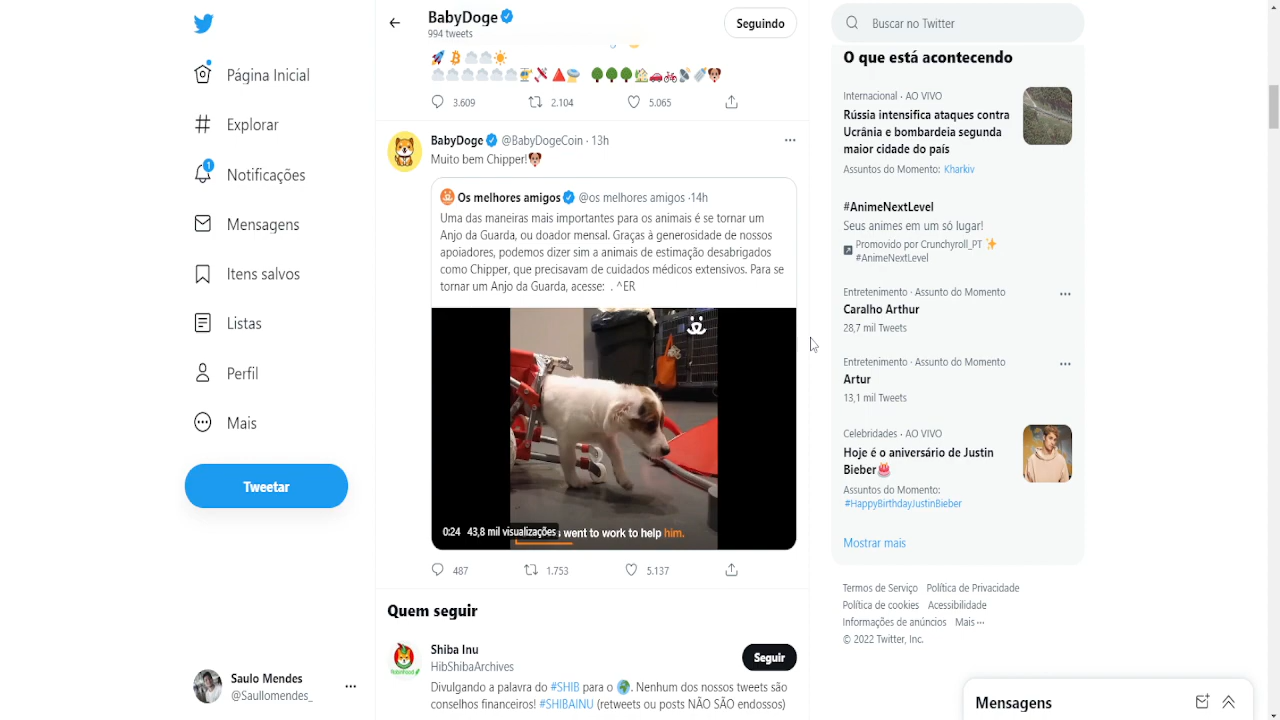 Página Inicial
Explorar
1
Notificações
Mensagens
Itens salvos
Listas
Perfil
Mais
Tweetar
Saulo Mendes
@Saullomendes_
BabyDoge
994 tweets
Seguindo
3.609 2.104 5.065
BabyDoge @BabyDogeCoin · 13h
Muito bem Chipper!
Os melhores amigos @os melhores amigos ·14h
Uma das maneiras mais importantes para os animais é se tornar um
Anjo da Guarda, ou doador mensal. Graças à generosidade de nossos
apoiadores, podemos dizer sim a animais de estimação desabrigados
como Chipper, que precisavam de cuidados médicos extensivos. Para se
tornar um Anjo da Guarda, acesse: . ^ER
0:24 43,8 mil visualizações
went to work to help him.
487 1.753 5.137
Quem seguir
Shiba Inu
HibShibaArchives
Seguir
Divulgando a palavra do #SHIB para o 🌍. Nenhum dos nossos tweets são
conselhos financeiros! #SHIBAINU (retweets ou posts NÃO SÃO endossos)
Buscar no Twitter
O que está acontecendo
Internacional · AO VIVO
Rússia intensifica ataques contra
Ucrânia e bombardeia segunda
maior cidade do país
Assuntos do Momento: Kharkiv
#AnimeNextLevel
Seus animes em um só lugar!
Promovido por Crunchyroll_PT ✨
#AnimeNextLevel
Entretenimento · Assunto do Momento
Caralho Arthur
28,7 mil Tweets
Entretenimento · Assunto do Momento
Artur
13,1 mil Tweets
Celebridades · AO VIVO
Hoje é o aniversário de Justin
Bieber🎂
Assuntos do Momento:
#HappyBirthdayJustinBieber
Mostrar mais
Termos de Serviço Política de Privacidade
Política de cookies Acessibilidade
Informações de anúncios Mais ···
© 2022 Twitter, Inc.
Mensagens